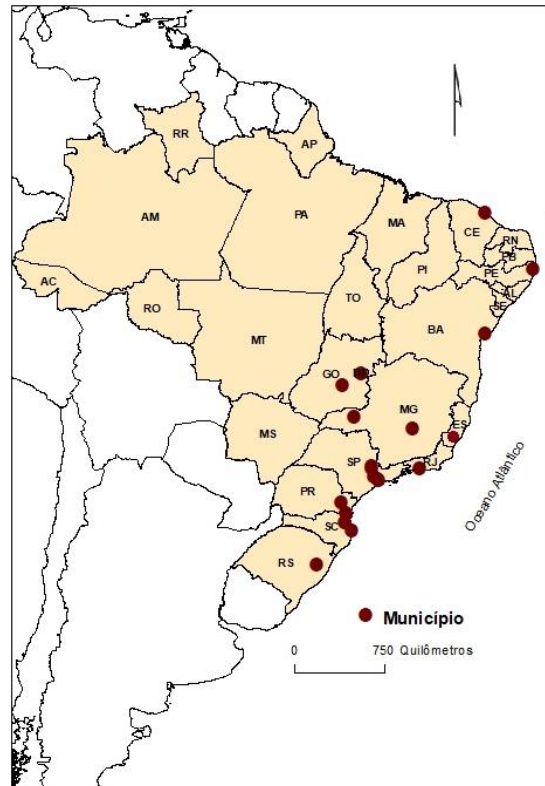 RR
AP
AM
PA
MA
CE
RN
PB
PI
PE
AL
SE
AC
TO
RO
BA
MT
GO
MG
ES
MS
SP
RJ
PR
SC
RS
Oceano Atlântico
Município
0 750 Quilômetros